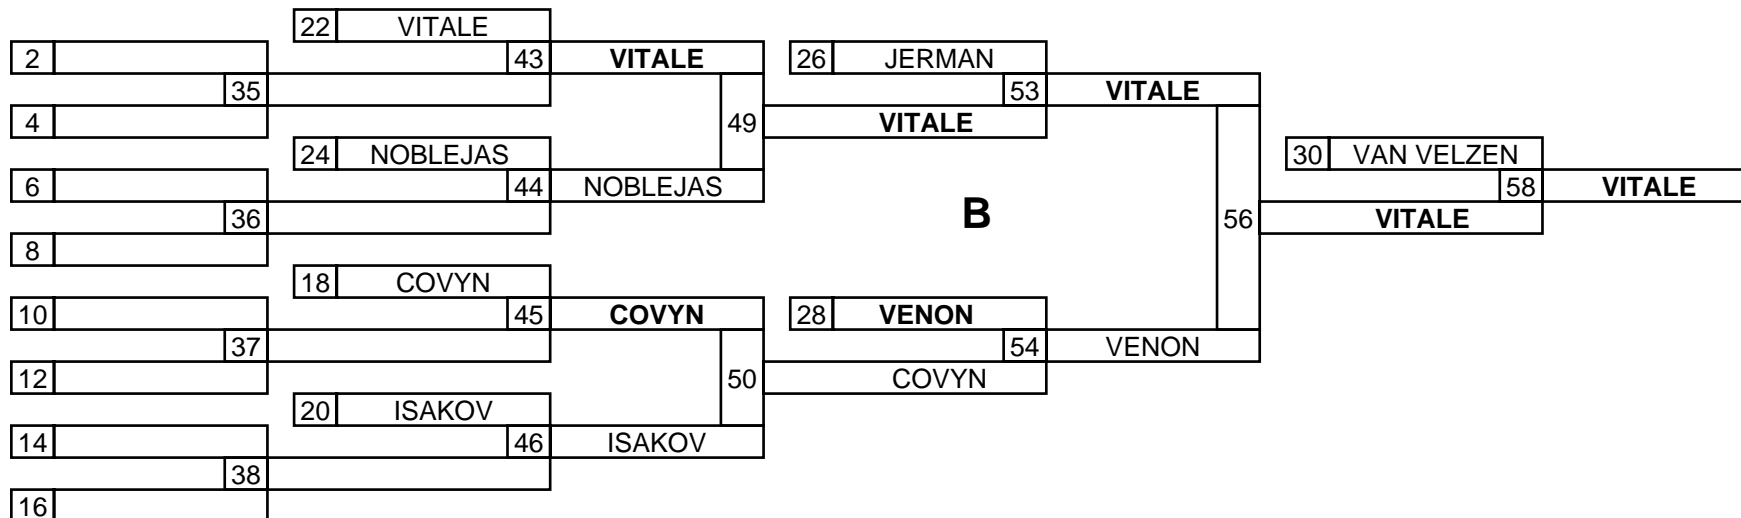 22 VITALE
2 43 VITALE 26 JERMAN
35 53 VITALE
4 49 VITALE
24 NOBLEJAS 30 VAN VELZEN
6 44 NOBLEJAS 58 VITALE
36 B 56 VITALE
8
18 COVYN
10 45 COVYN 28 VENON
37 54 VENON
12 50 COVYN
20 ISAKOV
14 46 ISAKOV
38
16